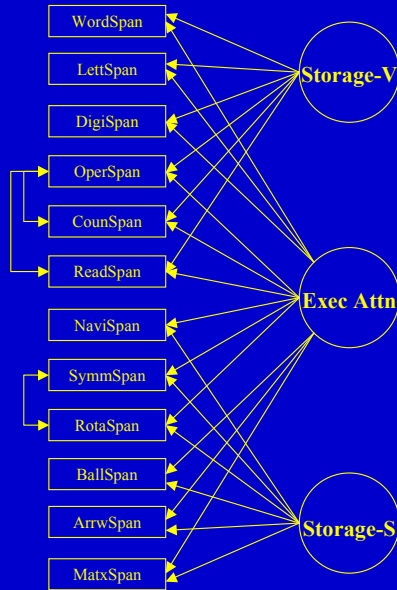 WordSpan
LettSpan
DigiSpan
OperSpan
CounSpan
ReadSpan
NaviSpan
SymmSpan
RotaSpan
BallSpan
ArrwSpan
MatxSpan
Storage-V
Exec Attn
Storage-S